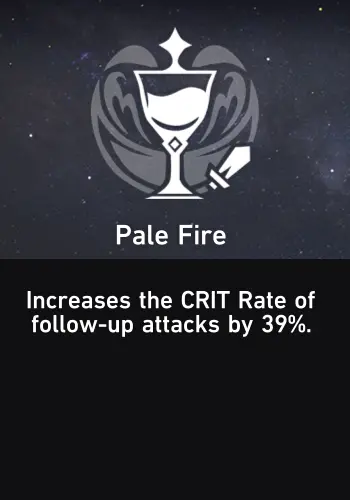 Pale Fire
Increases the CRIT Rate of
follow-up attacks by 39%.